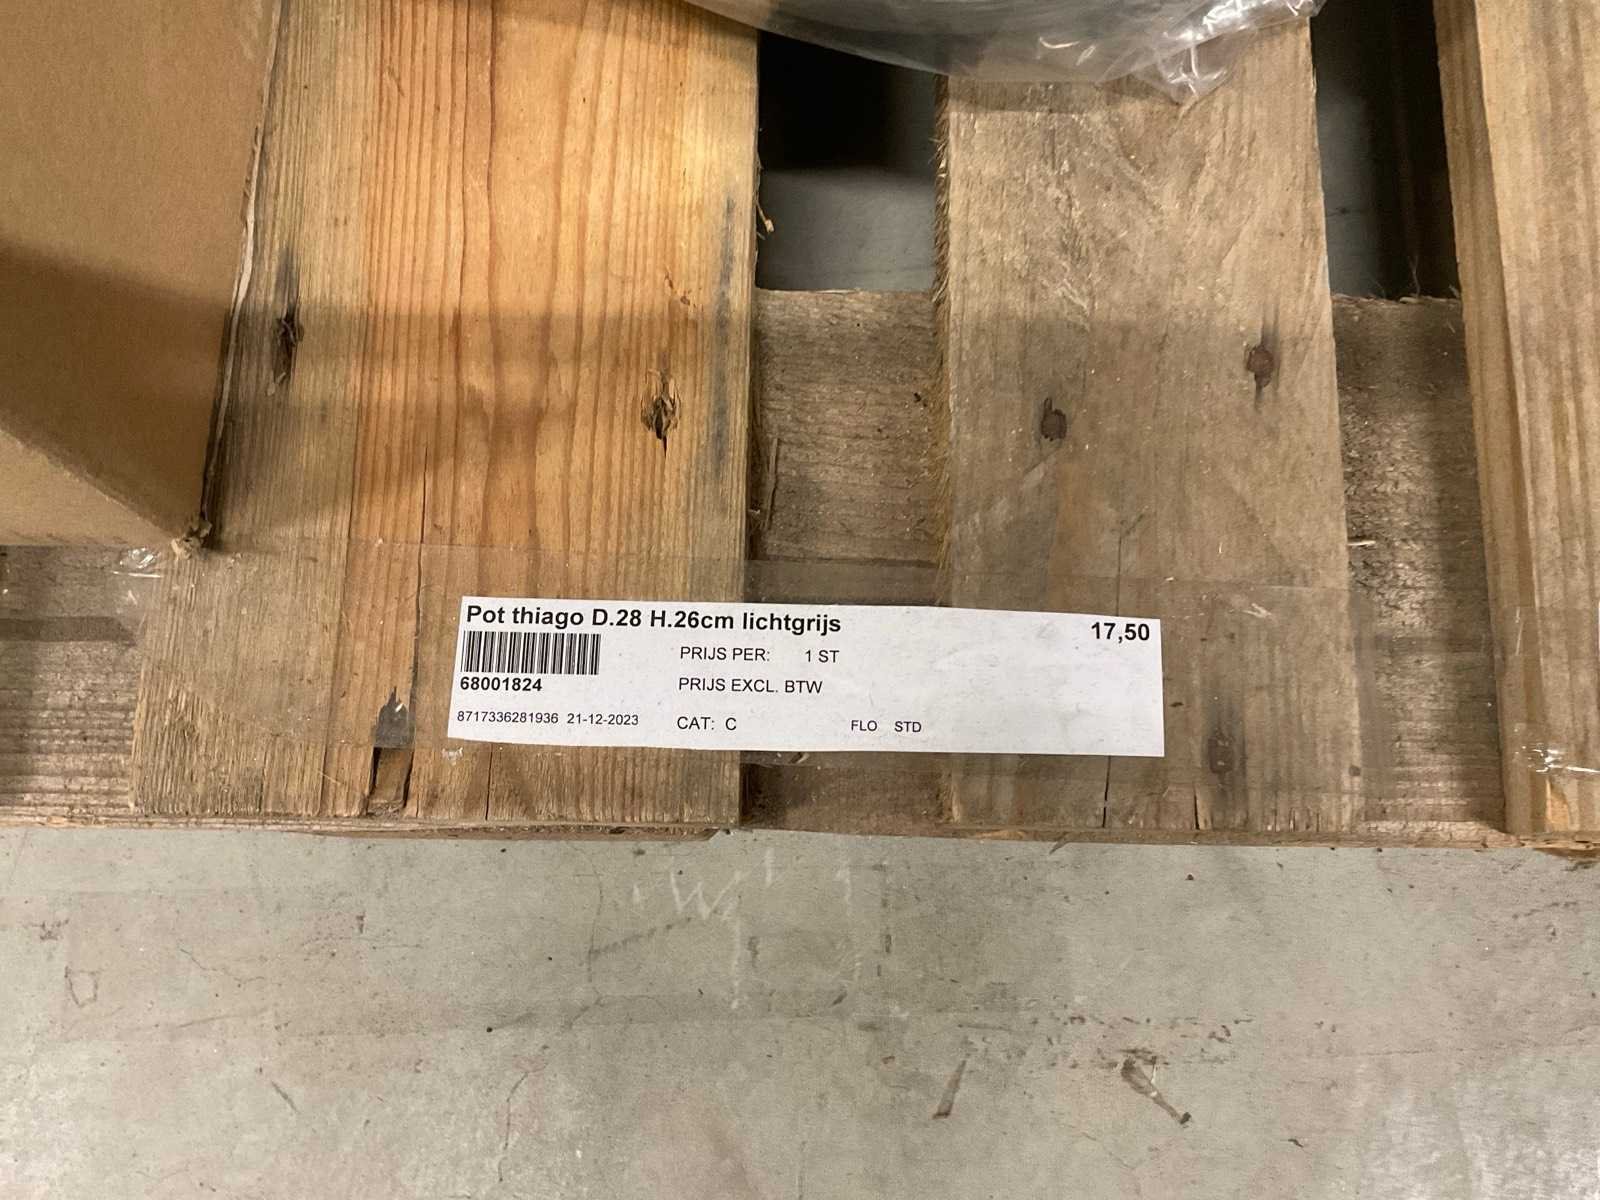 Pot thiago D.28 H.26cm lichtgrijs 17,50
PRIJS PER: 1 ST
68001824 PRIJS EXCL. BTW
8717336281936 21-12-2023 CAT: C FLO STD